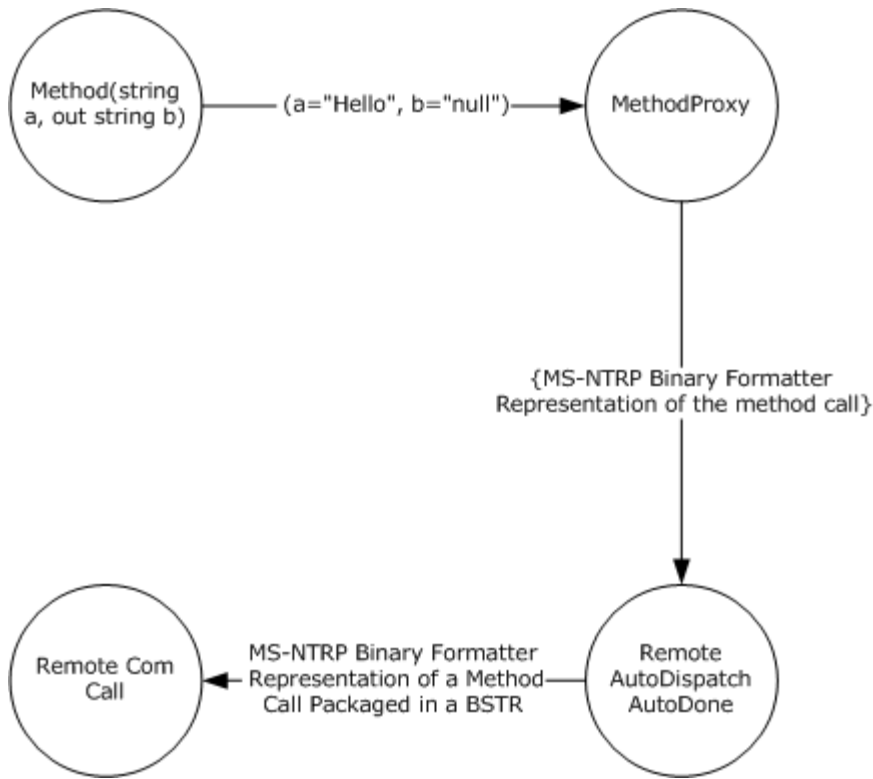 Method(string
a, out string b)
(a="Hello", b="null")
MethodProxy
{MS-NTRP Binary Formatter
Representation of the method call}
Remote
AutoDispatch
AutoDone
MS-NTRP Binary Formatter
Representation of a Method
Call Packaged in a BSTR
Remote Com
Call